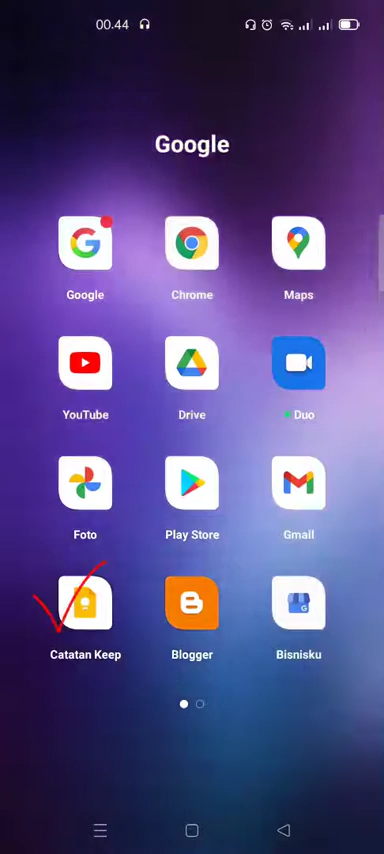 00.44
Google
Google Chrome Maps
YouTube Drive Duo
Foto Play Store Gmail
Catatan Keep Blogger Bisnisku